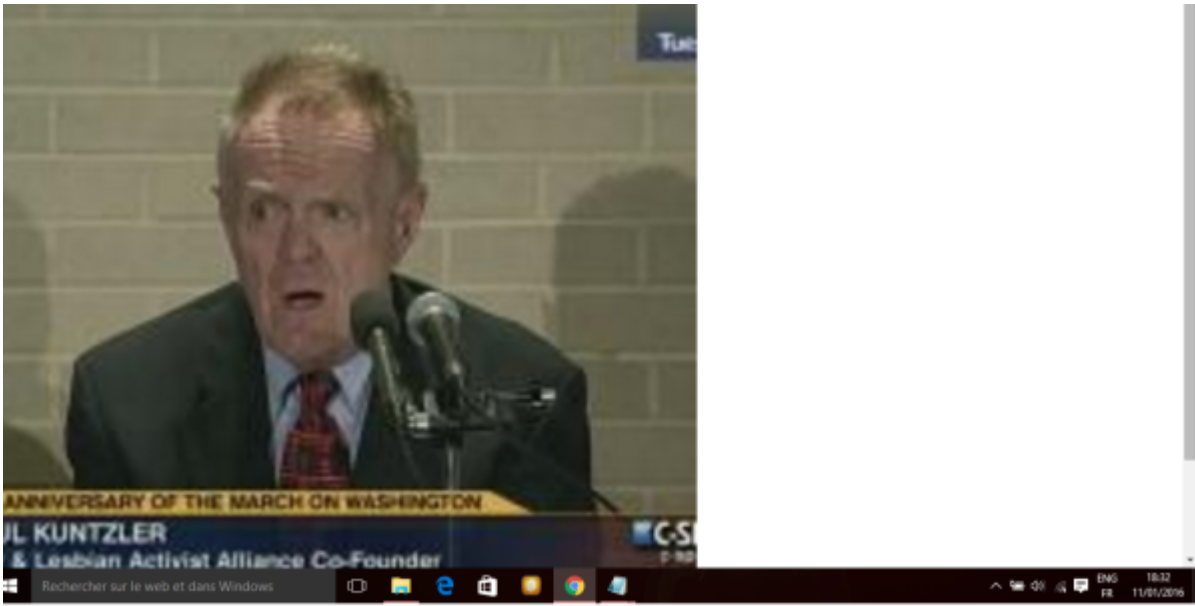 Tues
ANNIVERSARY OF THE MARCH ON WASHINGTON
UL KUNTZLER
& Lesbian Activist Alliance Co-Founder
C-S
Rechercher sur le web et dans Windows
ENG
18:32
FR
11/01/2016